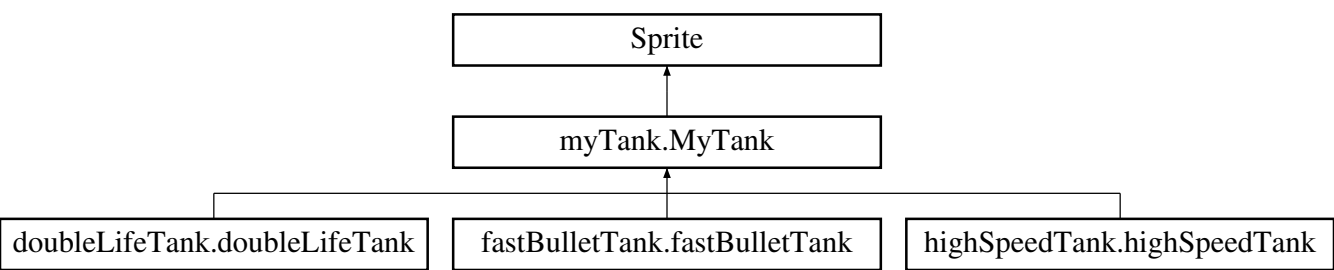 Sprite
myTank.MyTank
doubleLifeTank.doubleLifeTank
fastBulletTank.fastBulletTank
highSpeedTank.highSpeedTank